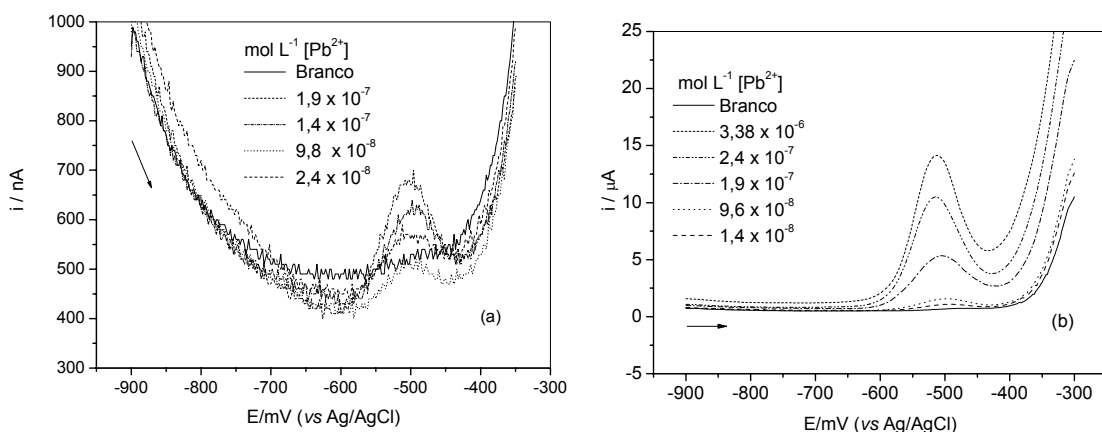 1000
900
800
700
600
500
400
300
i / nA
mol L⁻¹ [Pb²⁺]
Branco
1,9 x 10⁻⁷
1,4 x 10⁻⁷
9,8 x 10⁻⁸
2,4 x 10⁻⁸
(a)
-900 -800 -700 -600 -500 -400 -300
E/mV (vs Ag/AgCl)
25
20
15
10
5
0
-5
i / μA
mol L⁻¹ [Pb²⁺]
Branco
3,38 x 10⁻⁶
2,4 x 10⁻⁷
1,9 x 10⁻⁷
9,6 x 10⁻⁸
1,4 x 10⁻⁸
(b)
-900 -800 -700 -600 -500 -400 -300
E/mV (vs Ag/AgCl)